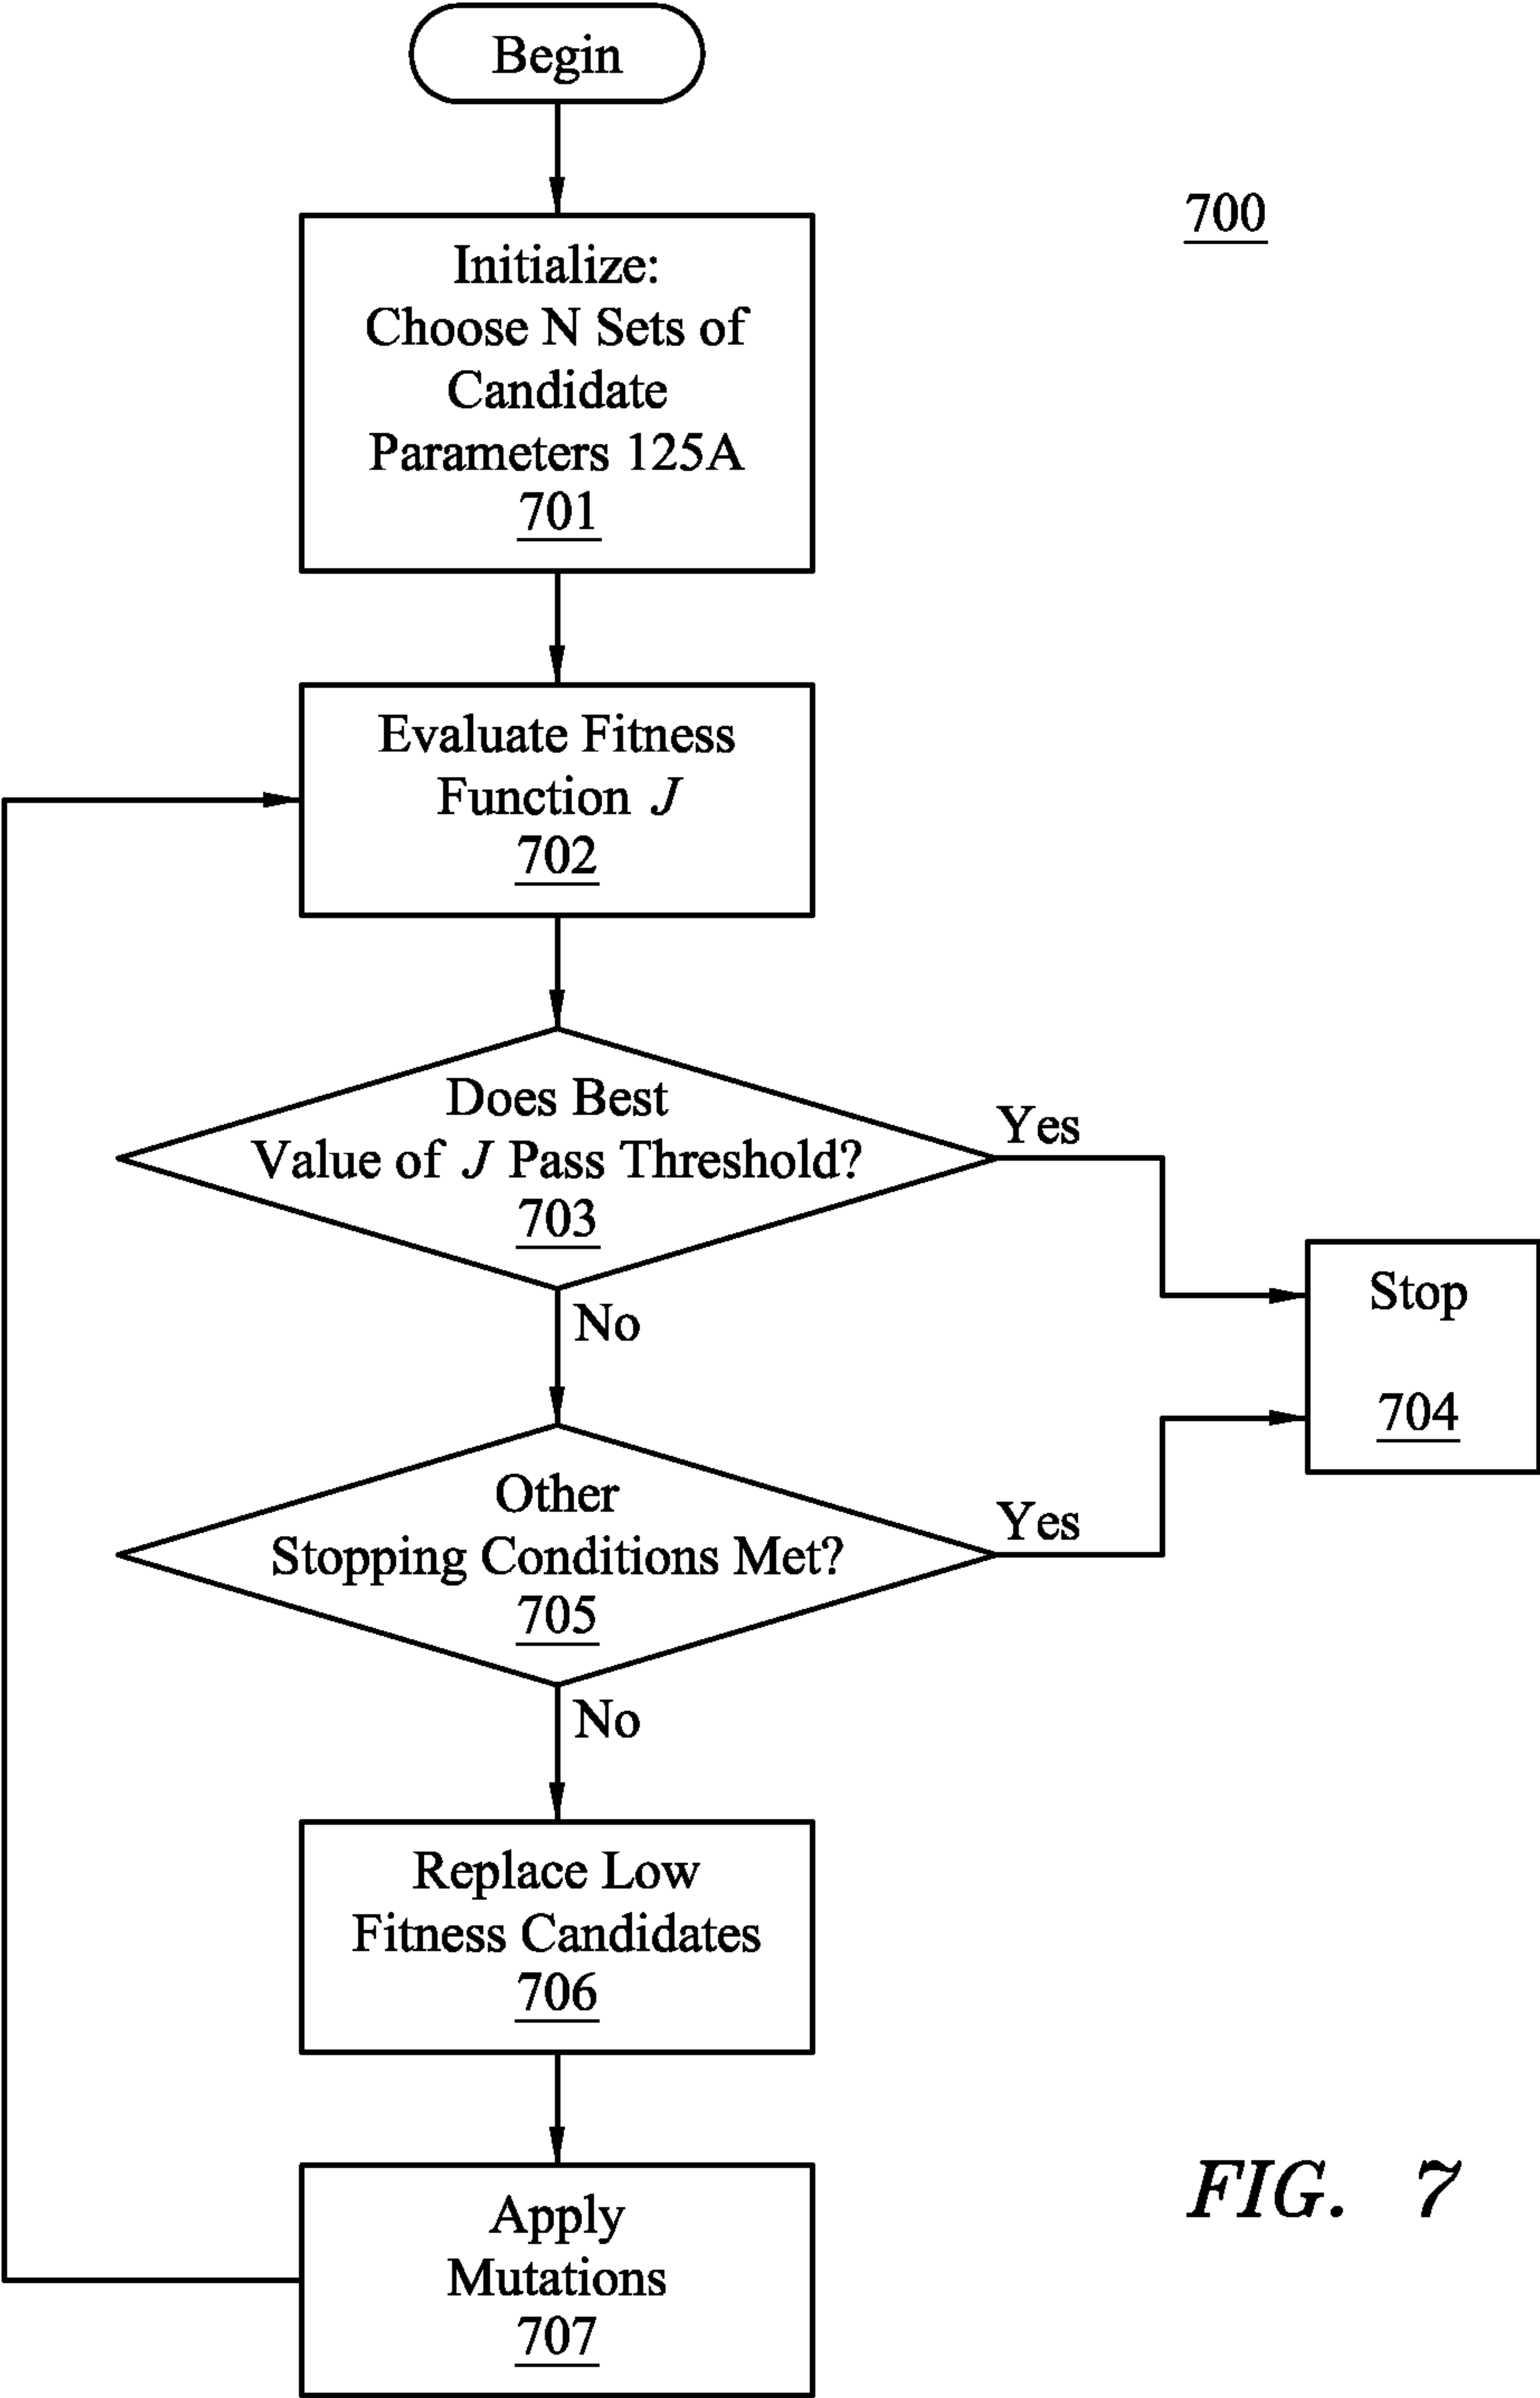 Begin
700
Initialize:
Choose N Sets of
Candidate
Parameters 125A
701
Evaluate Fitness
Function J
702
Does Best
Value of J Pass Threshold?
703
Yes
No
Stop
704
Other
Stopping Conditions Met?
705
Yes
No
Replace Low
Fitness Candidates
706
Apply
Mutations
707
FIG. 7